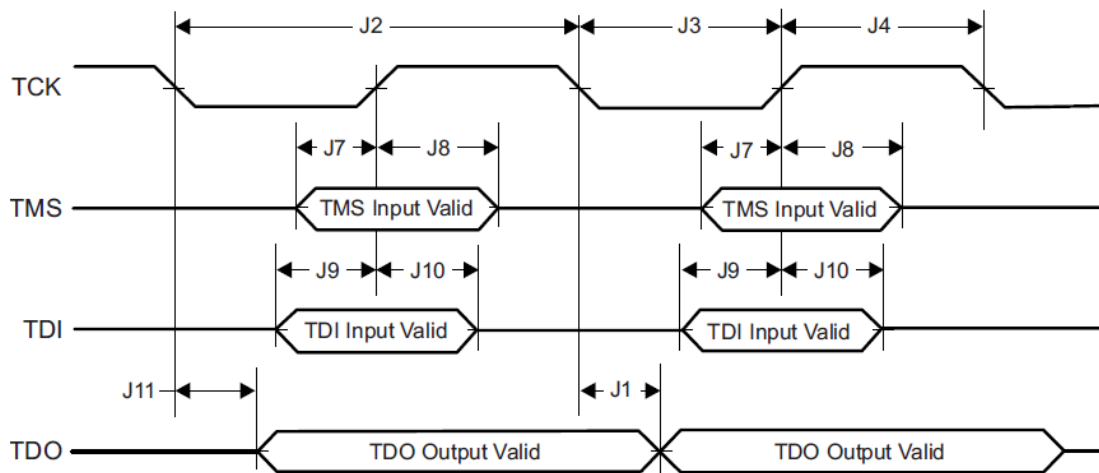 J2 J3 J4
TCK
J7 J8 J7 J8
TMS TMS Input Valid TMS Input Valid
J9 J10 J9 J10
TDI TDI Input Valid TDI Input Valid
J11 J1
TDO TDO Output Valid TDO Output Valid